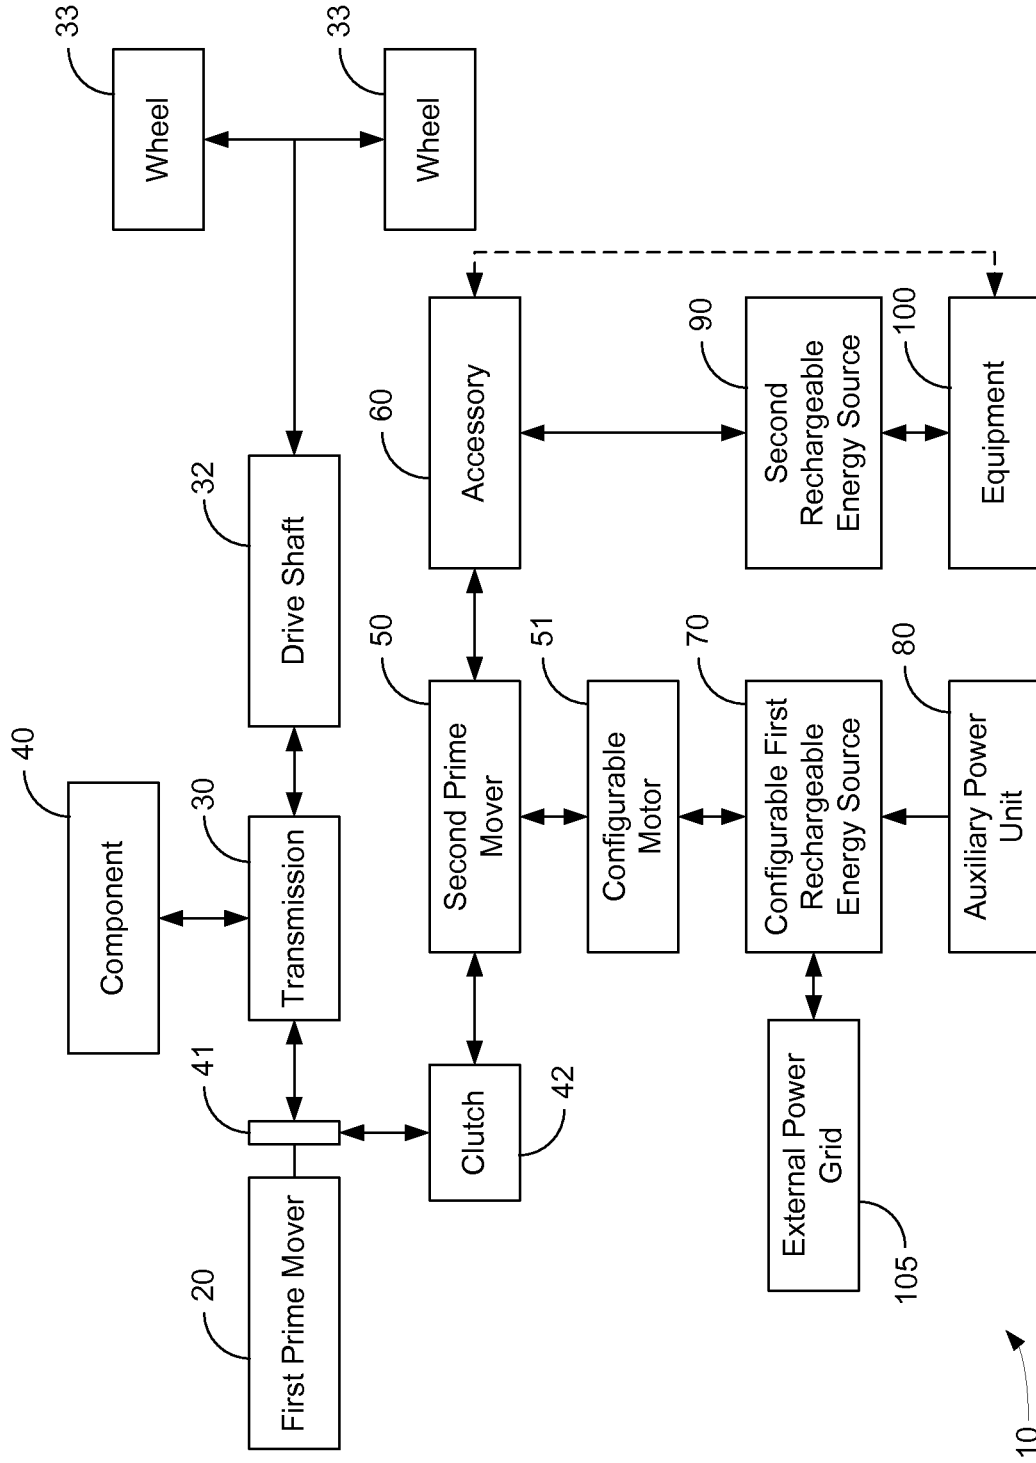 40
Component
33
Wheel
20
First Prime Mover
41
30
Transmission
32
Drive Shaft
33
Wheel
42
Clutch
50
Second Prime
Mover
60
Accessory
51
Configurable
Motor
105
External Power
Grid
70
Configurable First
Rechargeable
Energy Source
90
Second
Rechargeable
Energy Source
80
Auxiliary Power
Unit
100
Equipment
10